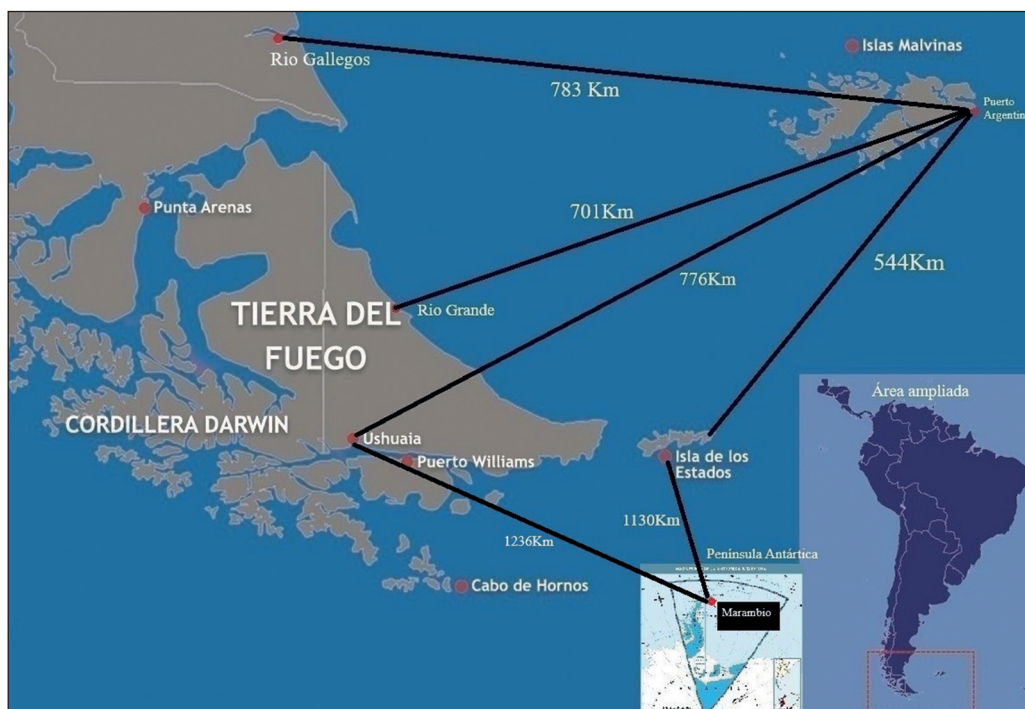 Islas Malvinas
Rio Gallegos
783 Km
Puerto
Argentin
Punta Arenas
701Km
776Km
544Km
Rio Grande
TIERRA DEL
FUEGO
Área ampliada
CORDILLERA DARWIN
Ushuaia
Puerto Williams
Isla de los
Estados
1130Km
1236Km
Península Antártica
Cabo de Hornos
Marambio